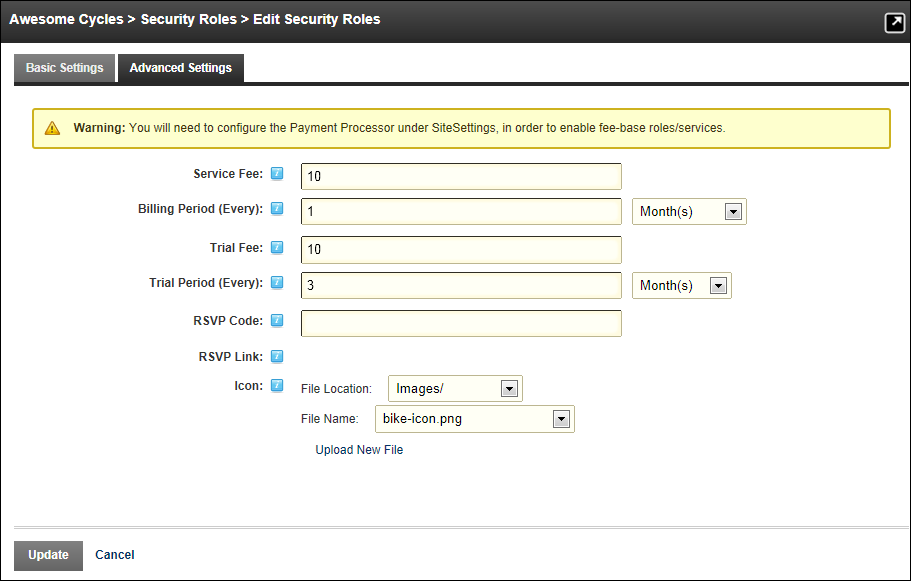 Awesome Cycles > Security Roles > Edit Security Roles
Basic Settings Advanced Settings
Warning: You will need to configure the Payment Processor under SiteSettings, in order to enable fee-base roles/services.
Service Fee: 10
Billing Period (Every): 1 Month(s)
Trial Fee: 10
Trial Period (Every): 3 Month(s)
RSVP Code:
RSVP Link:
Icon: File Location: Images/
File Name: bike-icon.png
Upload New File
Update Cancel